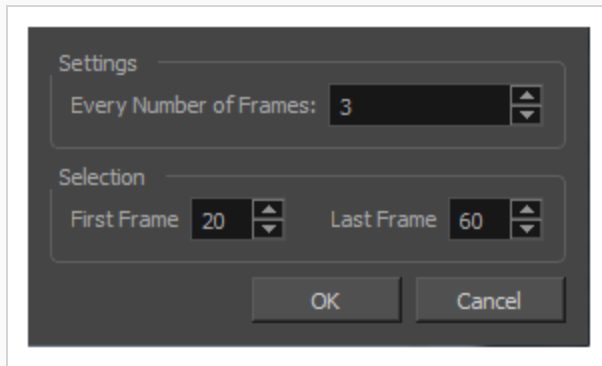 Settings
Every Number of Frames: 3
Selection
First Frame 20 Last Frame 60
OK Cancel